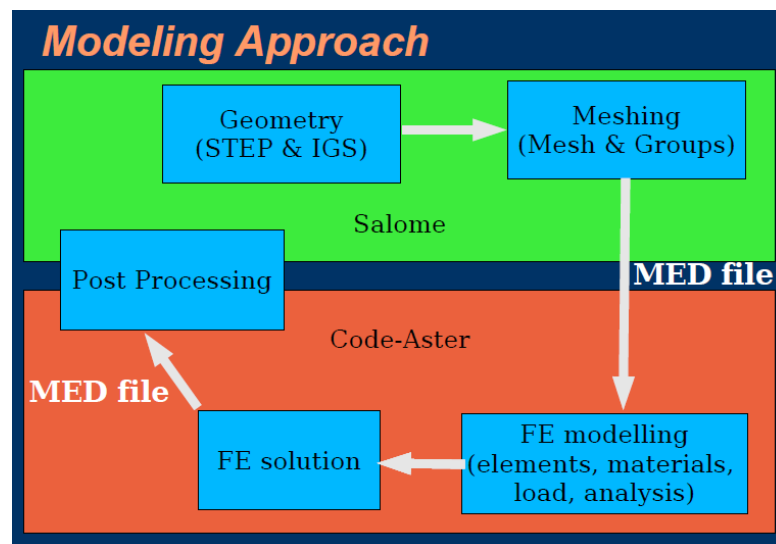 Modeling Approach
Geometry
(STEP & IGS)
Meshing
(Mesh & Groups)
Salome
MED file
Post Processing
Code-Aster
MED file
FE solution
FE modelling
(elements, materials,
load, analysis)